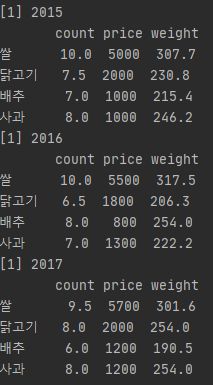 [1] 2015
count price weight
쌀 10.0 5000 307.7
닭고기 7.5 2000 230.8
배추 7.0 1000 215.4
사과 8.0 1000 246.2
[1] 2016
count price weight
쌀 10.0 5500 317.5
닭고기 6.5 1800 206.3
배추 8.0 800 254.0
사과 7.0 1300 222.2
[1] 2017
count price weight
쌀 9.5 5700 301.6
닭고기 8.0 2000 254.0
배추 6.0 1200 190.5
사과 8.0 1200 254.0